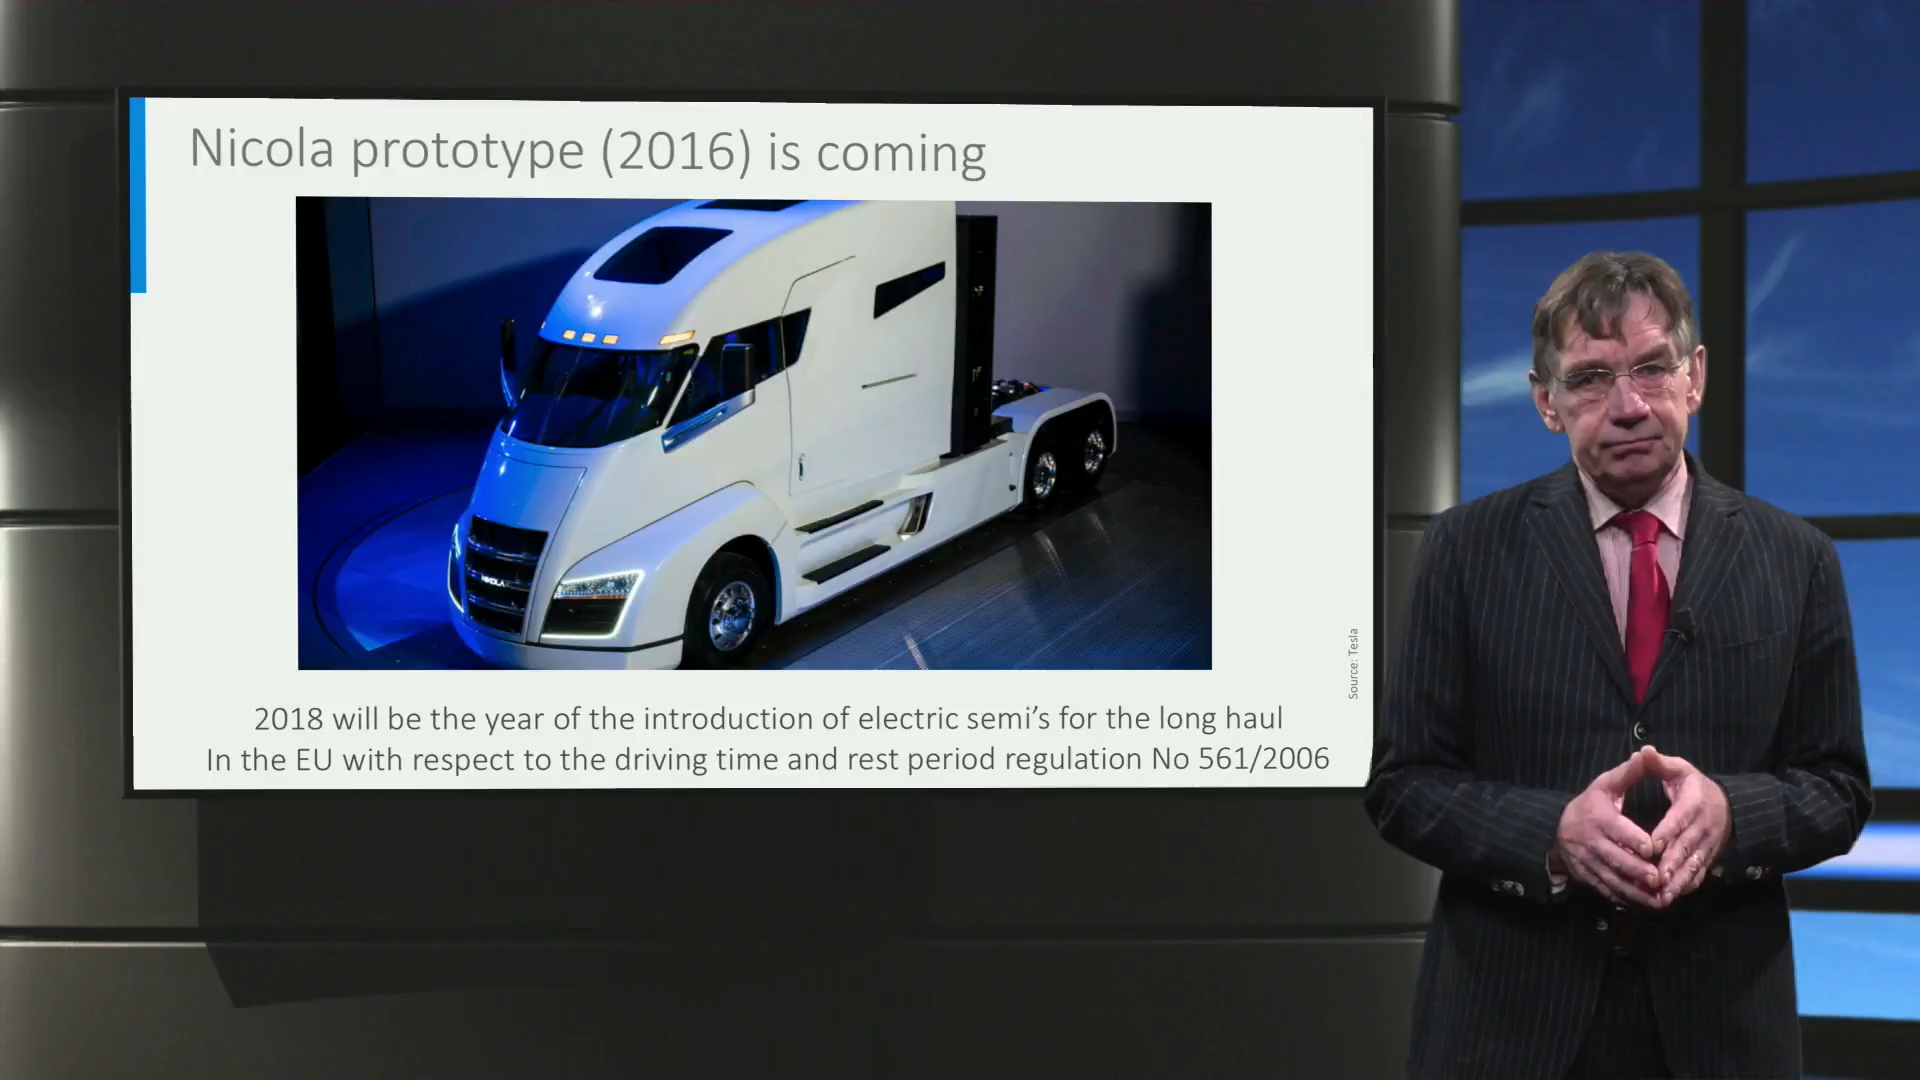 Nicola prototype (2016) is coming
NIKOLA
Source: Tesla
2018 will be the year of the introduction of electric semi’s for the long haul
In the EU with respect to the driving time and rest period regulation No 561/2006